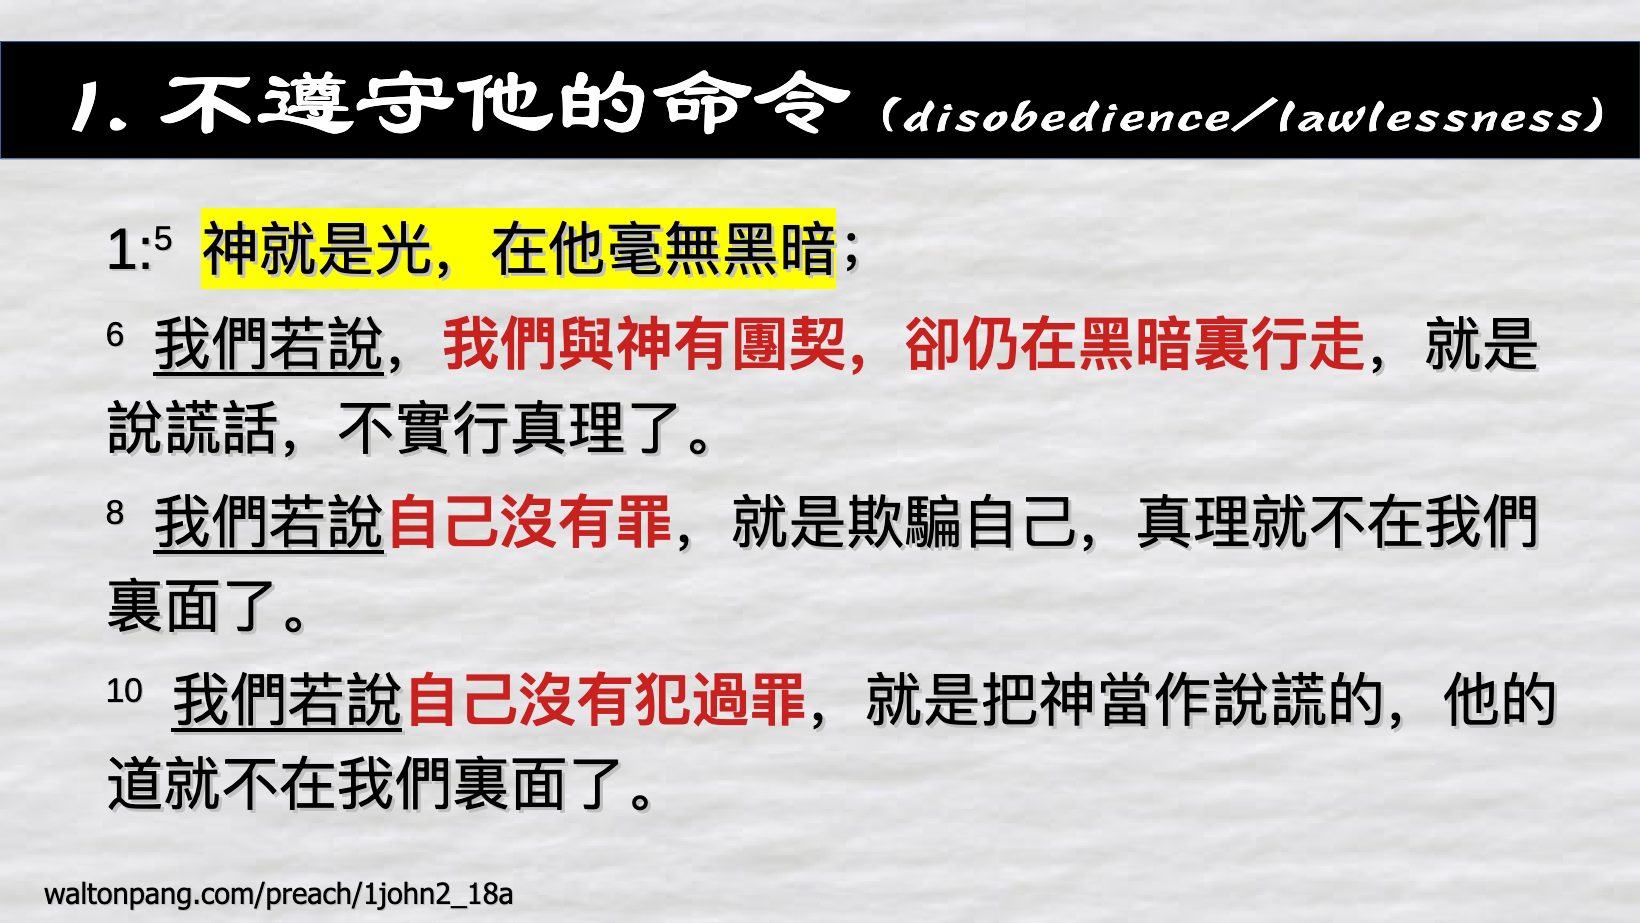 1. 不遵守他的命令（disobedience／lawlessness）
1:5 神就是光，在他毫無黑暗；
6 我們若說，我們與神有團契，卻仍在黑暗裏行走，就是
說謊話，不實行真理了。
8 我們若說自己沒有罪，就是欺騙自己，真理就不在我們
裏面了。
10 我們若說自己沒有犯過罪，就是把神當作說謊的，他的
道就不在我們裏面了。
waltonpang.com/preach/1john2_18a